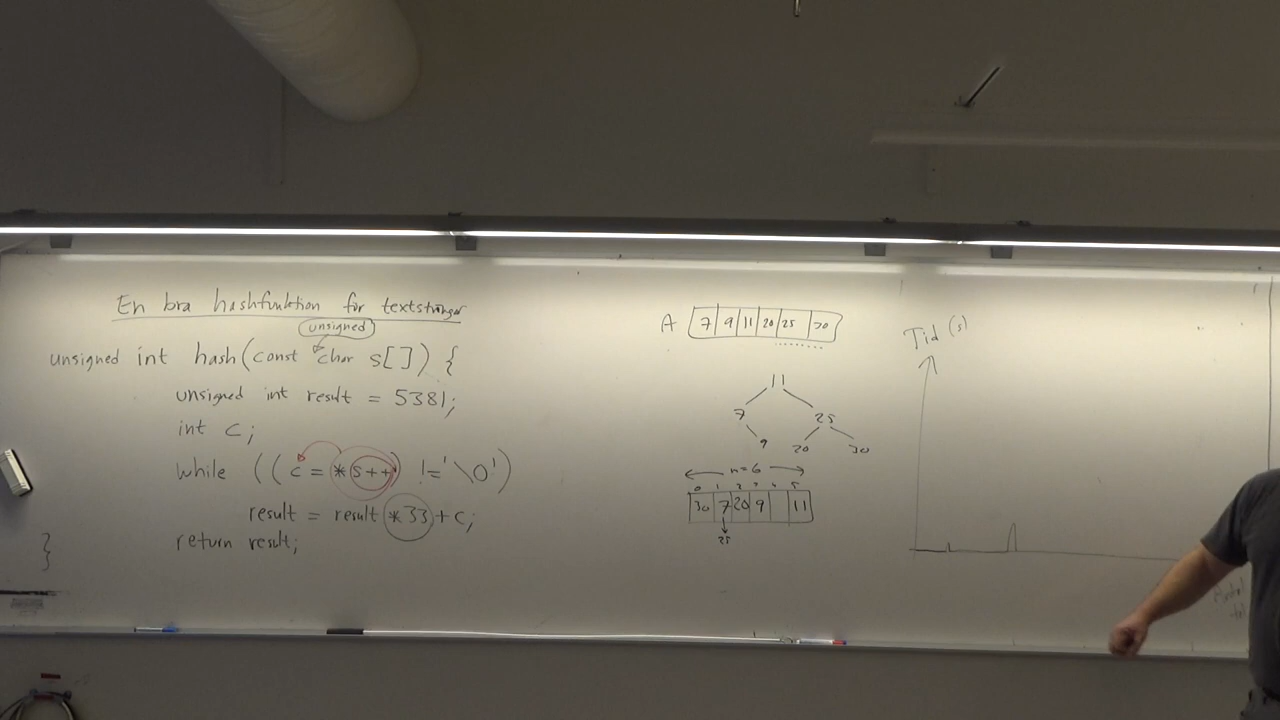 En bra hashfunktion for textsträngar
unsigned
unsigned int hash(const char s[]) {
unsigned int result = 5381;
int c;
while ((c = *s++) != '\0')
result = result *33 + c;
return result;
}
A 7 9 11 20 25 30
11
7 25
9 20 30
n=6
0 1 2 3 4 5
30 7 20 9 11
25
Tid (s)